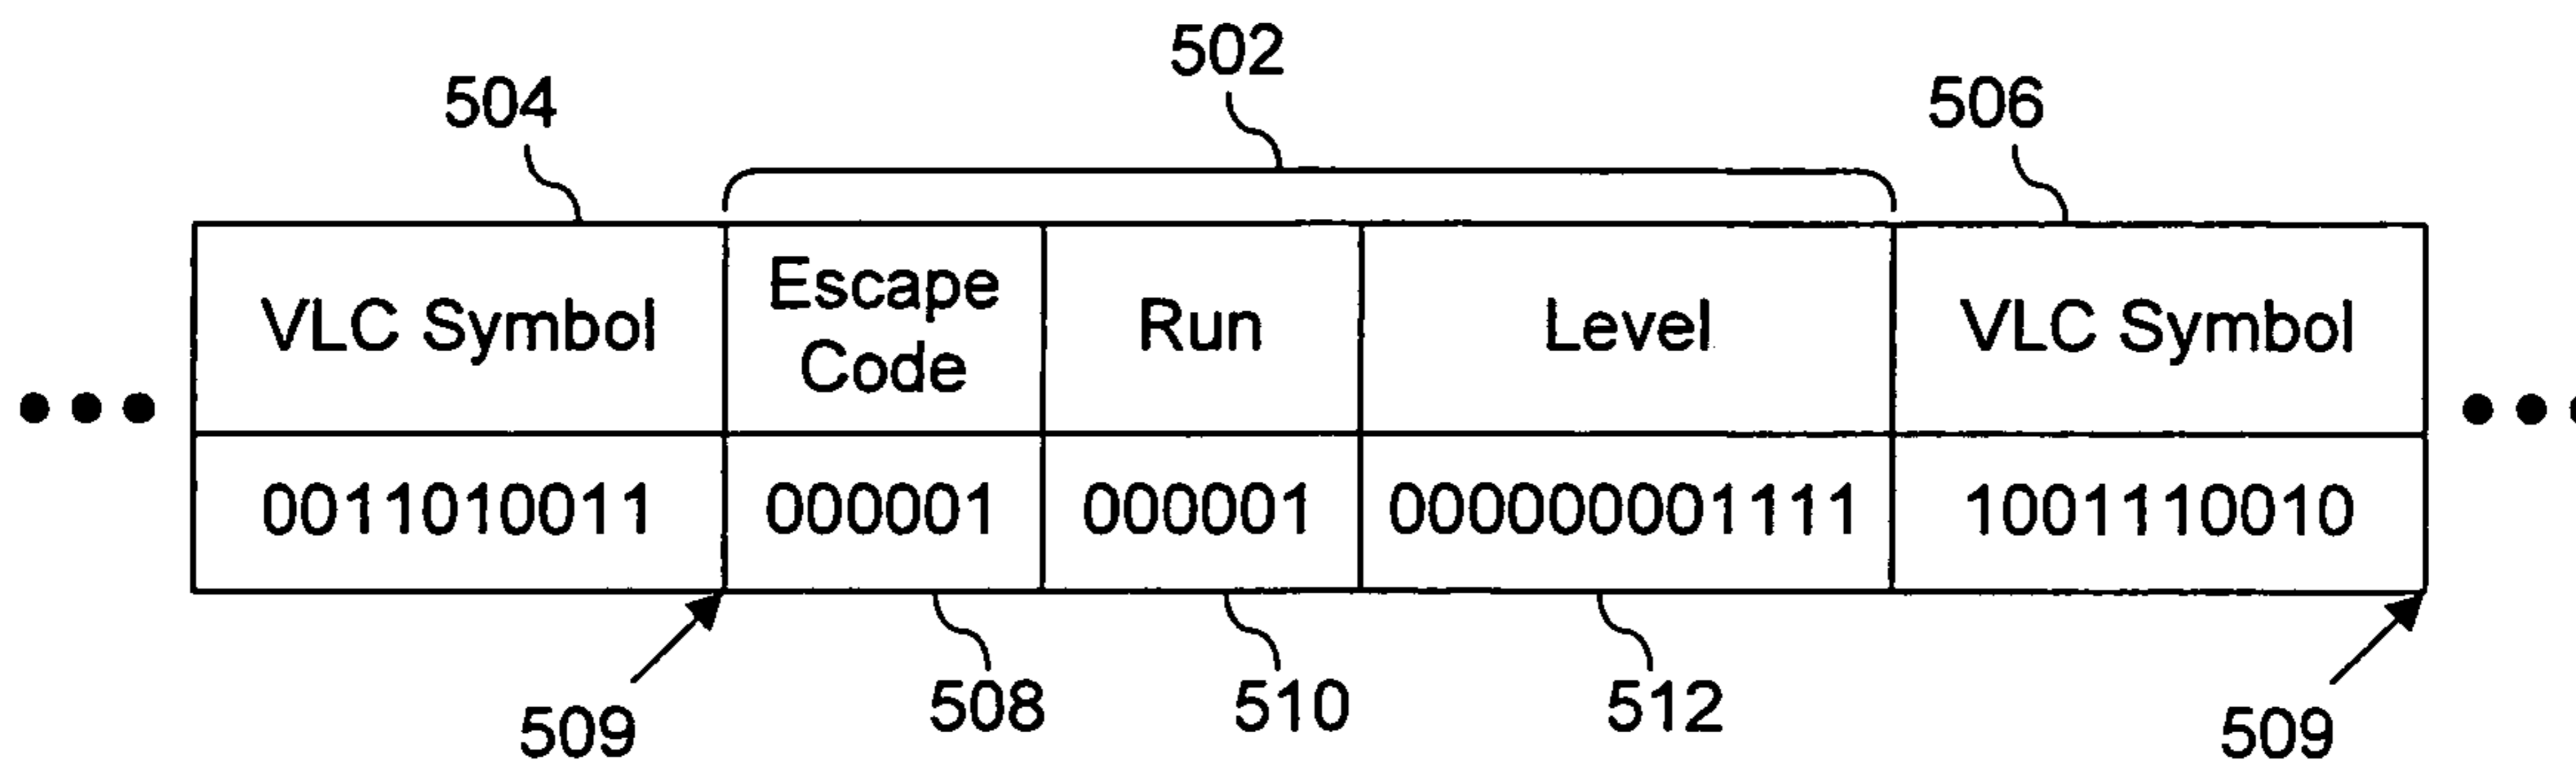 502
504
506
VLC Symbol
Escape
Code
Run
Level
VLC Symbol
0011010011
000001
000001
000000001111
1001110010
509
508
510
512
509